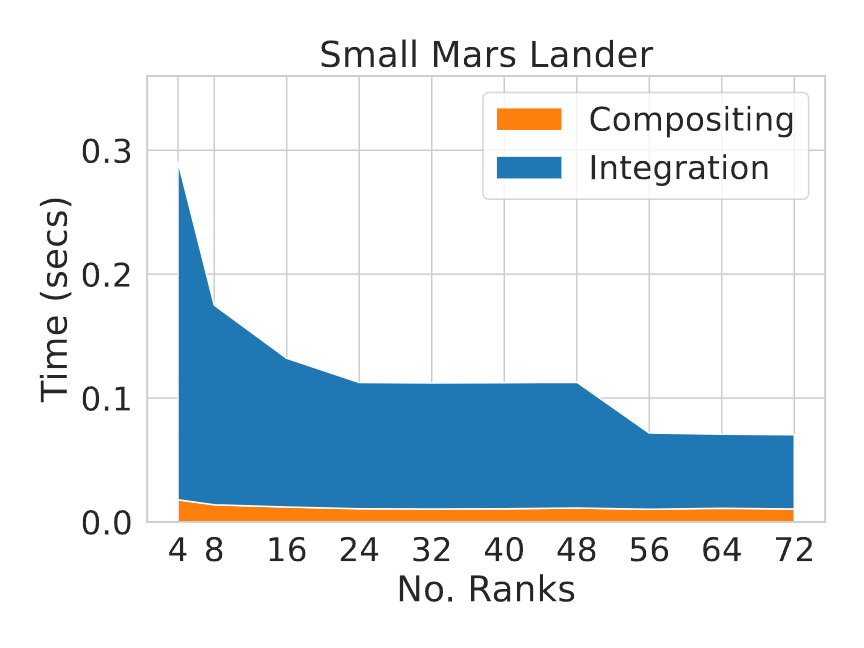 Small Mars Lander
Compositing
Integration
0.3
0.2
0.1
0.0
Time (secs)
4 8 16 24 32 40 48 56 64 72
No. Ranks